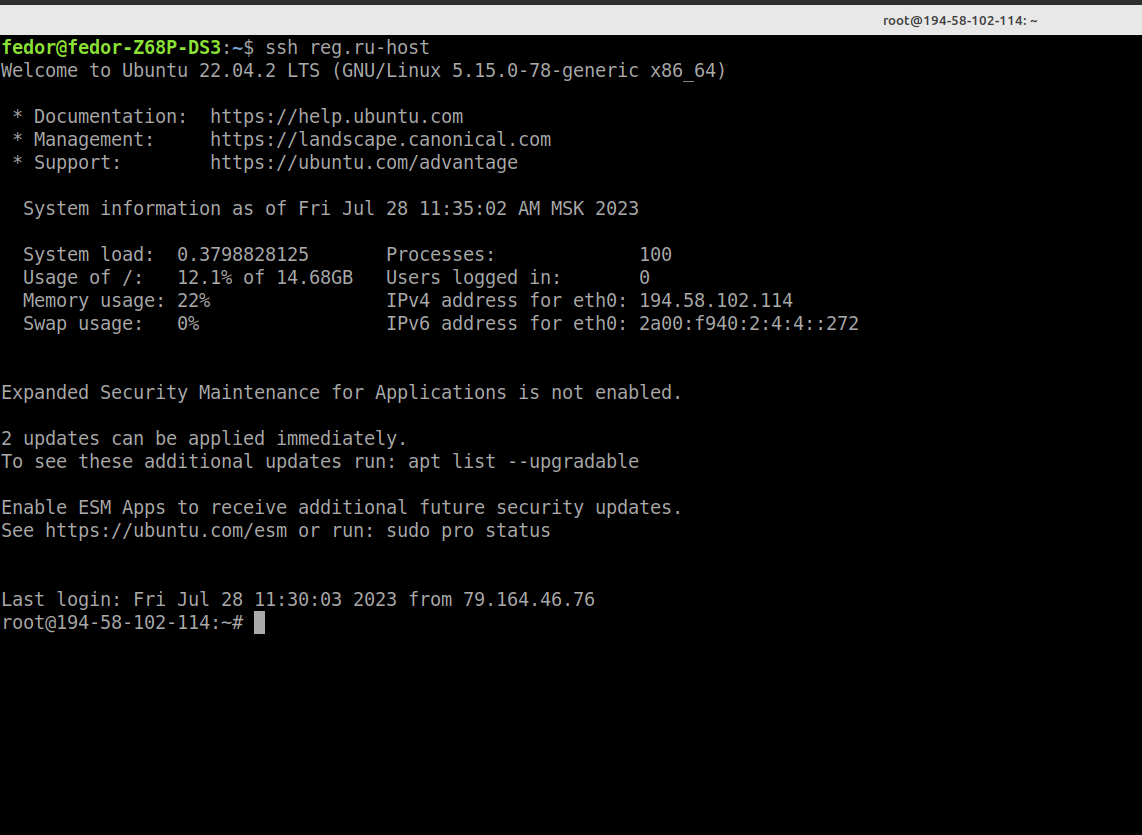 root@194-58-102-114: ~
fedor@fedor-Z68P-DS3:~$ ssh reg.ru-host
Welcome to Ubuntu 22.04.2 LTS (GNU/Linux 5.15.0-78-generic x86_64)
* Documentation:  https://help.ubuntu.com
* Management:     https://landscape.canonical.com
* Support:        https://ubuntu.com/advantage
System information as of Fri Jul 28 11:35:02 AM MSK 2023
System load:  0.3798828125       Processes:             100
Usage of /:   12.1% of 14.68GB   Users logged in:       0
Memory usage: 22%                IPv4 address for eth0: 194.58.102.114
Swap usage:   0%                 IPv6 address for eth0: 2a00:f940:2:4:4::272
Expanded Security Maintenance for Applications is not enabled.
2 updates can be applied immediately.
To see these additional updates run: apt list --upgradable
Enable ESM Apps to receive additional future security updates.
See https://ubuntu.com/esm or run: sudo pro status
Last login: Fri Jul 28 11:30:03 2023 from 79.164.46.76
root@194-58-102-114:~#